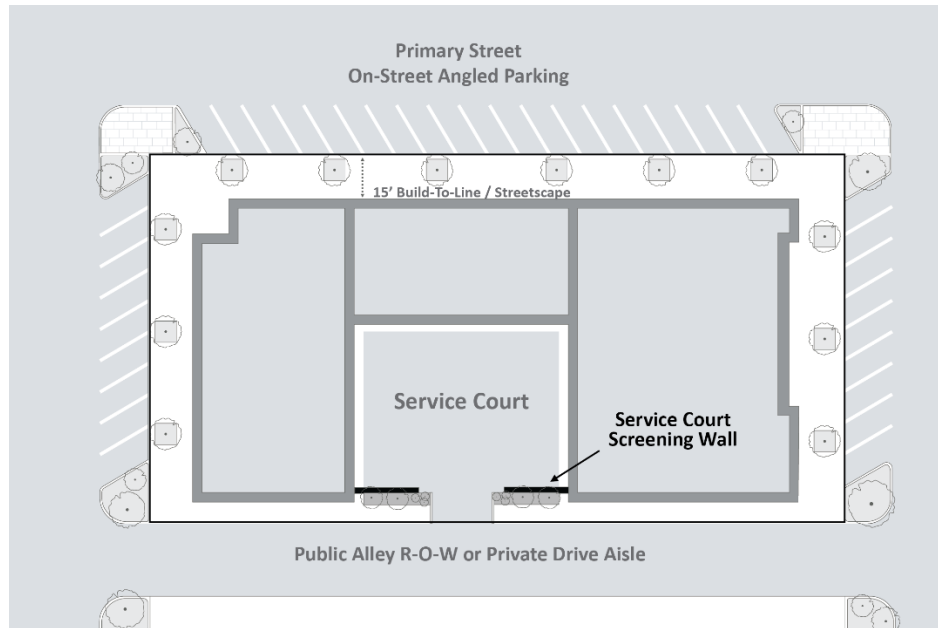 Primary Street
On-Street Angled Parking
15' Build-To-Line / Streetscape
Service Court
Service Court
Screening Wall
Public Alley R-O-W or Private Drive Aisle